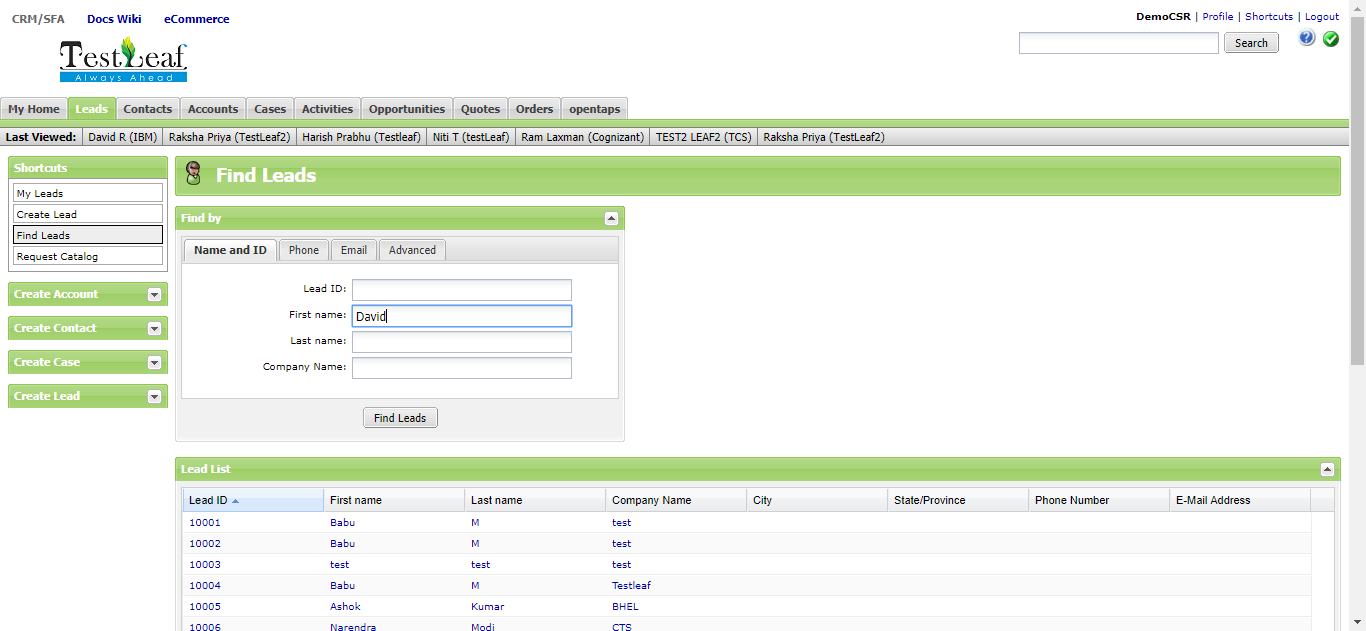 CRM/SFA Docs Wiki eCommerce
DemoCSR | Profile | Shortcuts | Logout
TestLeaf
Always Ahead
Search
My Home Leads Contacts Accounts Cases Activities Opportunities Quotes Orders opentaps
Last Viewed: David R (IBM) Raksha Priya (TestLeaf2) Harish Prabhu (Testleaf) Niti T (testLeaf) Ram Laxman (Cognizant) TEST2 LEAF2 (TCS) Raksha Priya (TestLeaf2)
Shortcuts
My Leads
Create Lead
Find Leads
Request Catalog
Create Account
Create Contact
Create Case
Create Lead
Find Leads
Find by
Name and ID Phone Email Advanced
Lead ID:
First name: David
Last name:
Company Name:
Find Leads
Lead List
Lead ID First name Last name Company Name City State/Province Phone Number E-Mail Address
10001 Babu M test
10002 Babu M test
10003 test test test
10004 Babu M Testleaf
10005 Ashok Kumar BHEL
10006 Narendra Modi CTS